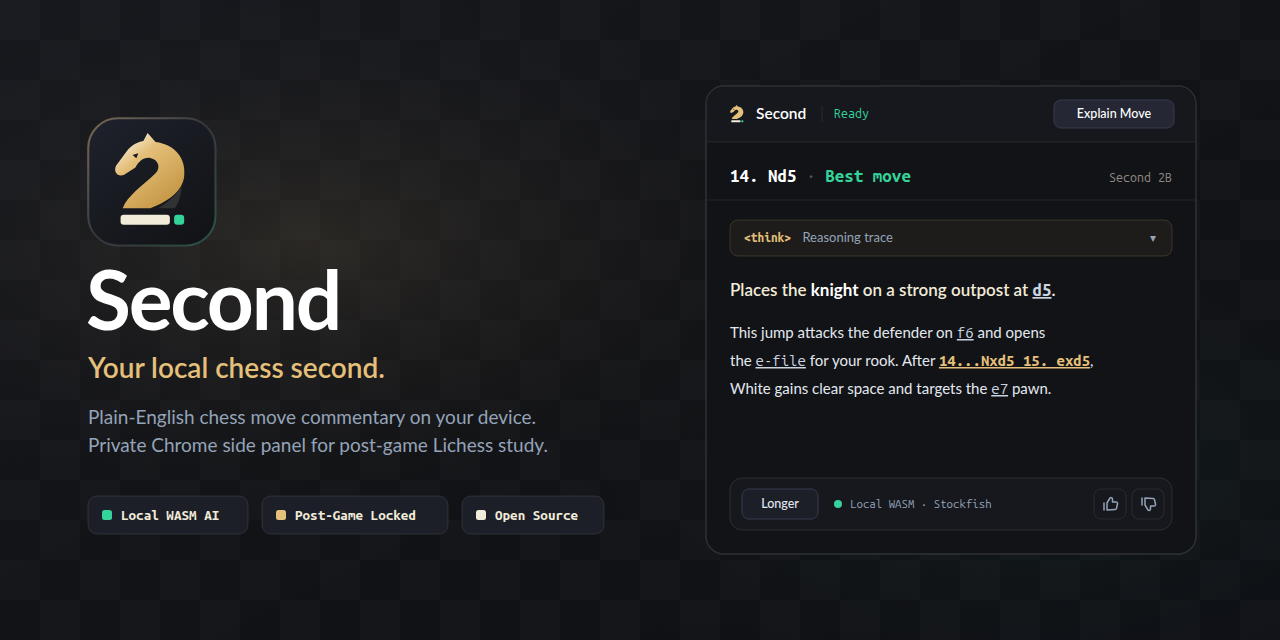 Second
Your local chess second.
Plain-English chess move commentary on your device.
Private Chrome side panel for post-game Lichess study.
Local WASM AI
Post-Game Locked
Open Source
Second
Ready
Explain Move
14. Nd5 · Best move
Second 2B
<think> Reasoning trace
Places the knight on a strong outpost at d5.
This jump attacks the defender on f6 and opens
the e-file for your rook. After 14...Nxd5 15. exd5,
White gains clear space and targets the e7 pawn.
Longer
Local WASM · Stockfish